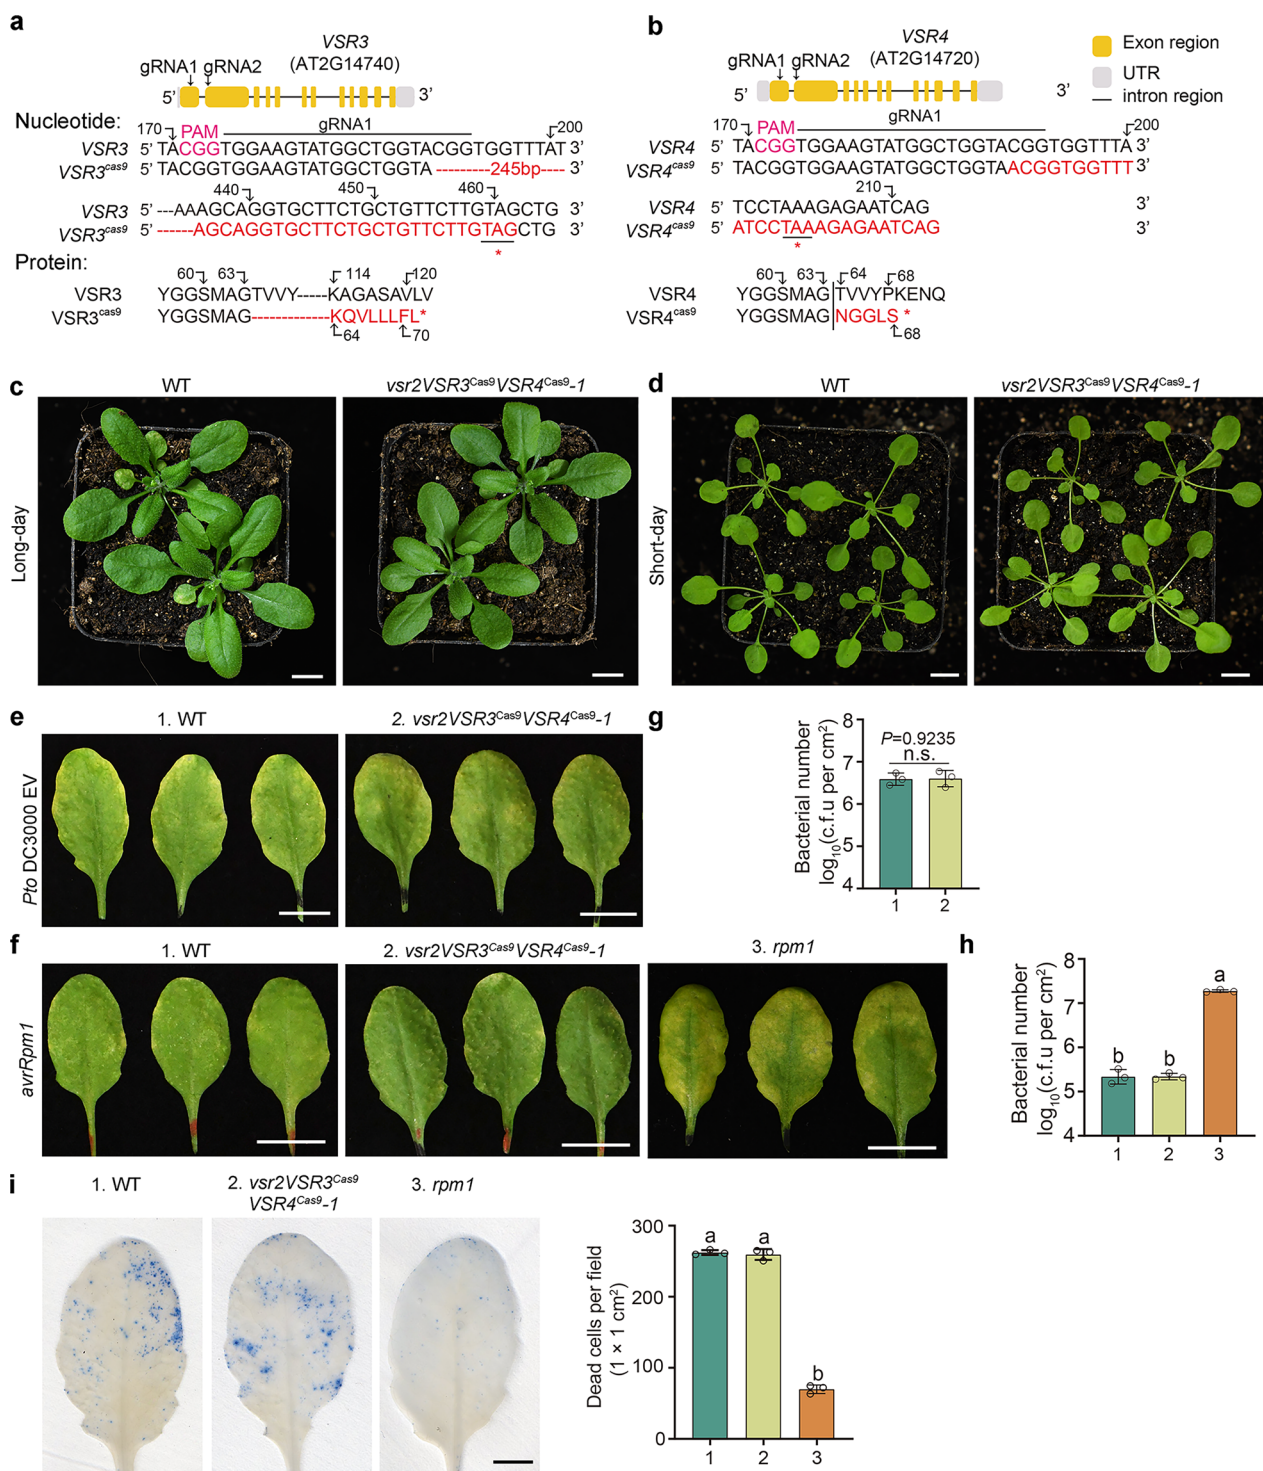 a
VSR3
(AT2G14740)
gRNA1 gRNA2
5' 3'
Nucleotide:
170 PAM gRNA1 200
VSR3 5' TACGGTGGAAGTATGGCTGGTACGGTGGTTTAT 3'
VSR3cas9 5' TACGGTGGAAGTATGGCTGGTA ---------245bp---- 3'
440 450 460
VSR3 5' ---AAAGCAGGTGCTTCTGCTGTTCTTGTAGCTG 3'
VSR3cas9 5' ------AGCAGGTGCTTCTGCTGTTCTTGTAGCTG 3'
*
Protein:
60 63 114 120
VSR3 YGGSMAGTVVY-----KAGASAVLV
VSR3cas9 YGGSMAG-------------KQVLLLFL*
64 70
b
VSR4
(AT2G14720)
gRNA1 gRNA2
5' 3'
Exon region
UTR
intron region
170 PAM gRNA1 200
VSR4 5' TACGGTGGAAGTATGGCTGGTACGGTGGTTTA 3'
VSR4cas9 5' TACGGTGGAAGTATGGCTGGTAACGGTGGTTT 3'
210
VSR4 5' TCCTAAAGAGAATCAG 3'
VSR4cas9 5' ATCCTAAAGAGAATCAG 3'
*
60 63 64 68
VSR4 YGGSMAG TVVYPKENQ
VSR4cas9 YGGSMAG NGGLS *
68
c
WT vsr2VSR3Cas9VSR4Cas9-1
Long-day
d
WT vsr2VSR3Cas9VSR4Cas9-1
Short-day
e
1. WT 2. vsr2VSR3Cas9VSR4Cas9-1
Pto DC3000 EV
g
Bacterial number
log10(c.f.u per cm2)
8
7
6
5
4
P=0.9235
n.s.
1 2
f
1. WT 2. vsr2VSR3Cas9VSR4Cas9-1 3. rpm1
avrRpm1
h
Bacterial number
log10(c.f.u per cm2)
8
7
6
5
4
b b a
1 2 3
i
1. WT 2. vsr2VSR3Cas9 3. rpm1
VSR4Cas9-1
Dead cells per field
(1 × 1 cm2)
300
200
100
0
a a b
1 2 3